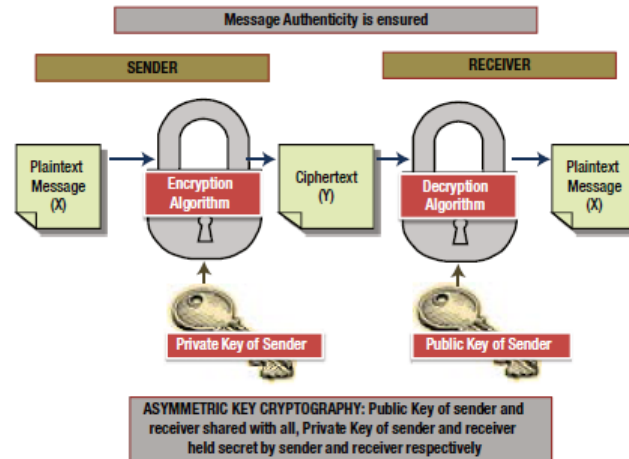 Message Authenticity is ensured
SENDER
RECEIVER
Plaintext
Message
(X)
Encryption
Algorithm
Ciphertext
(Y)
Decryption
Algorithm
Plaintext
Message
(X)
Private Key of Sender
Public Key of Sender
ASYMMETRIC KEY CRYPTOGRAPHY: Public Key of sender and
receiver shared with all, Private Key of sender and receiver
held secret by sender and receiver respectively